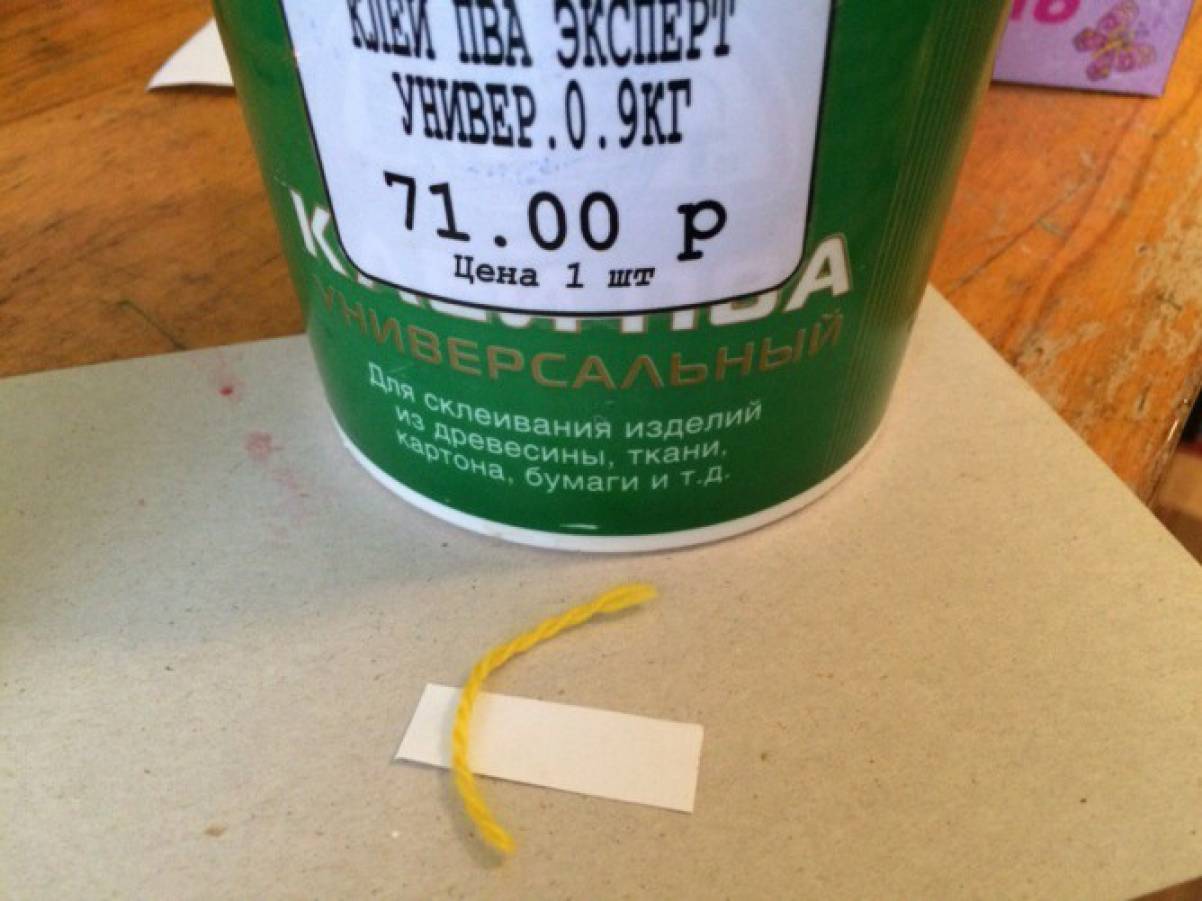 КЛЕЙ ПВА ЭКСПЕРТ
УНИВЕР.0.9КГ
71.00 р
Цена 1 шт
УНИВЕРСАЛЬНЫЙ
Для склеивания изделий
из древесины, ткани,
картона, бумаги и т.д.